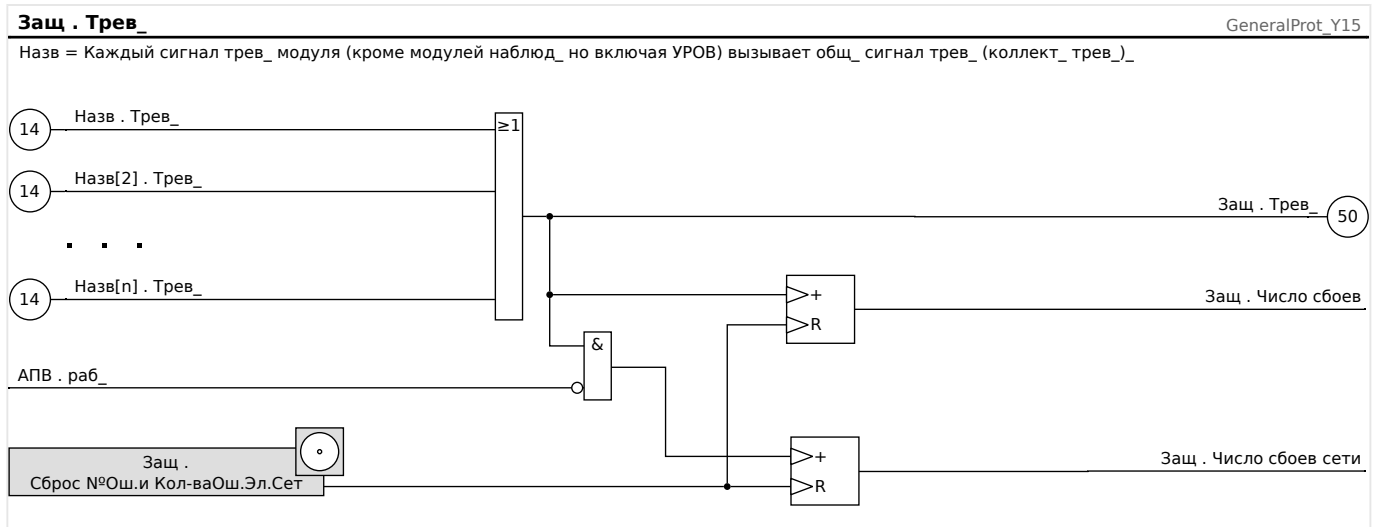 Защ . Трев_
GeneralProt_Y15
Назв = Каждый сигнал трев_ модуля (кроме модулей наблюд_ но включая УРОВ) вызывает общ_ сигнал трев_ (коллект_ трев_)_
14
Назв . Трев_
≥1
14
Назв[2] . Трев_
Защ . Трев_
50
14
Назв[n] . Трев_
+
R
Защ . Число сбоев
&
АПВ . раб_
Защ .
Сброс №Ош.и Кол-ваОш.Эл.Сет
+
R
Защ . Число сбоев сети